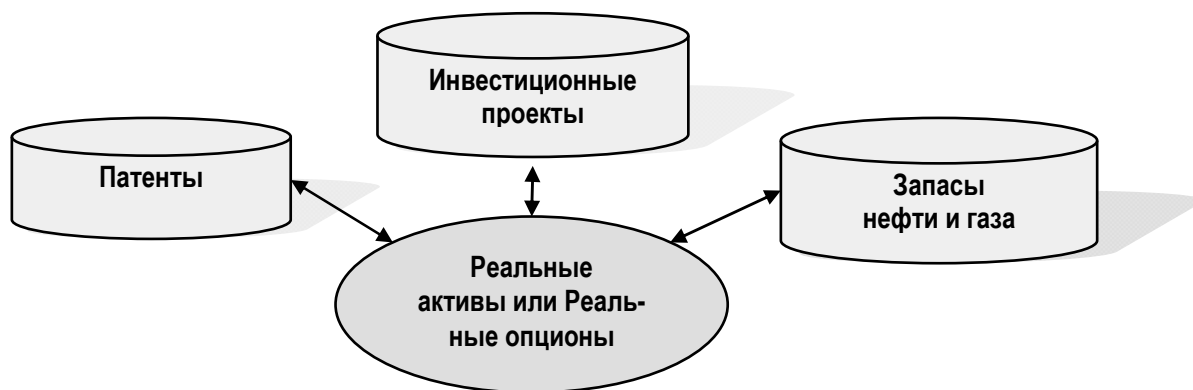 Инвестиционные
проекты
Патенты
Запасы
нефти и газа
Реальные
активы или Реаль-
ные опционы